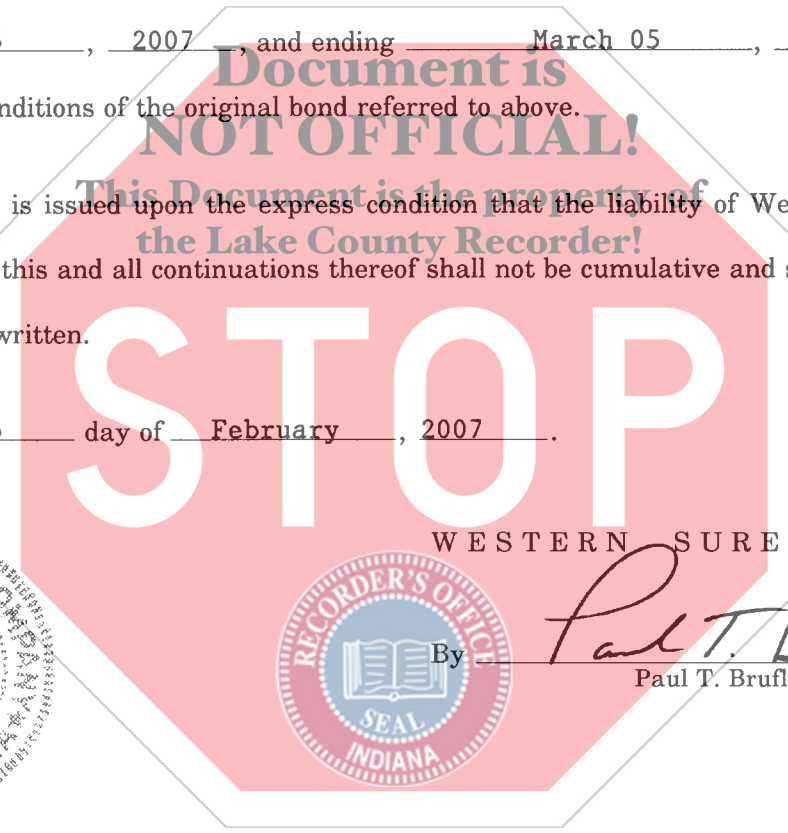 , 2007, and ending March 05,
Document is
nditions of the original bond referred to above.
NOT OFFICIAL!
This Document is the property of
is issued upon the express condition that the liability of We
the Lake County Recorder!
this and all continuations thereof shall not be cumulative and s
written.
STOP
day of February, 2007.
WESTERN SURE
RECORDER'S OFFICE
SEAL
INDIANA
By Paul T.
Paul T. Brufl